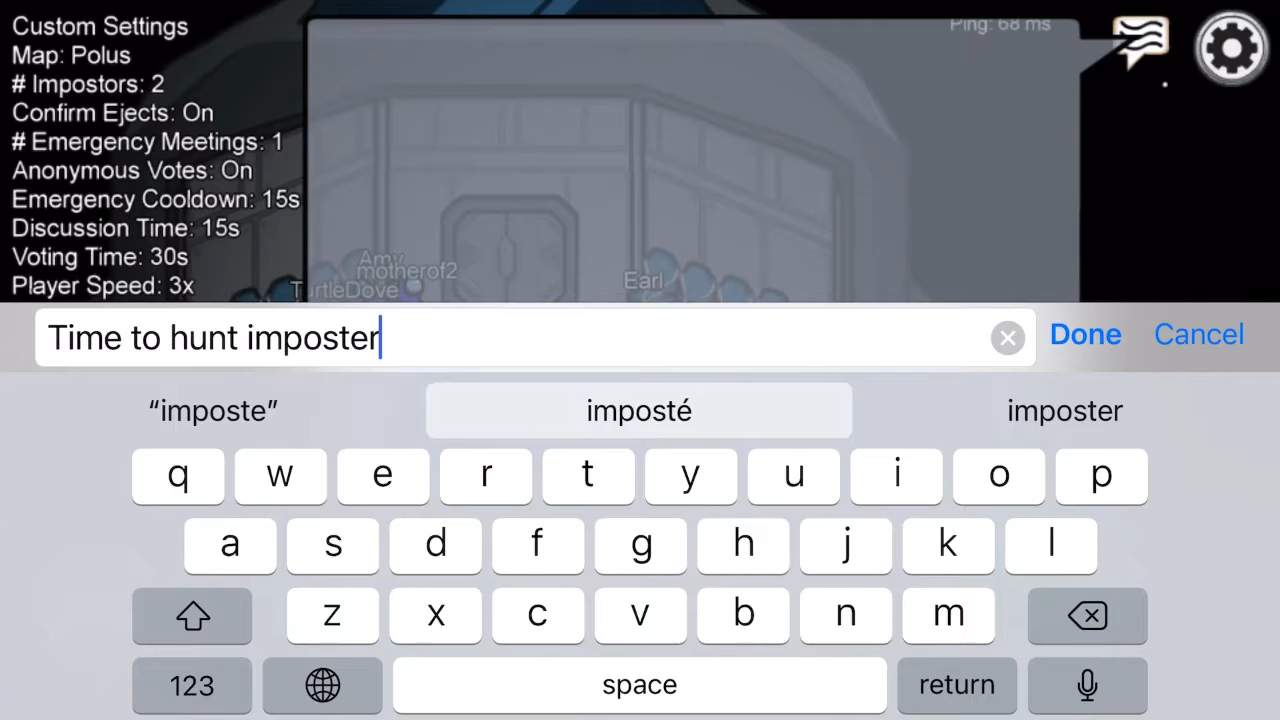 Custom Settings
Map: Polus
# Impostors: 2
Confirm Ejects: On
# Emergency Meetings: 1
Anonymous Votes: On
Emergency Cooldown: 15s
Discussion Time: 15s
Voting Time: 30s
Player Speed: 3x
Ping: 68 ms
Amy
motherof2
TurtleDove
Earl
Time to hunt imposter
Done Cancel
“imposte” imposté imposter
q w e r t y u i o p
a s d f g h j k l
z x c v b n m
123 space return